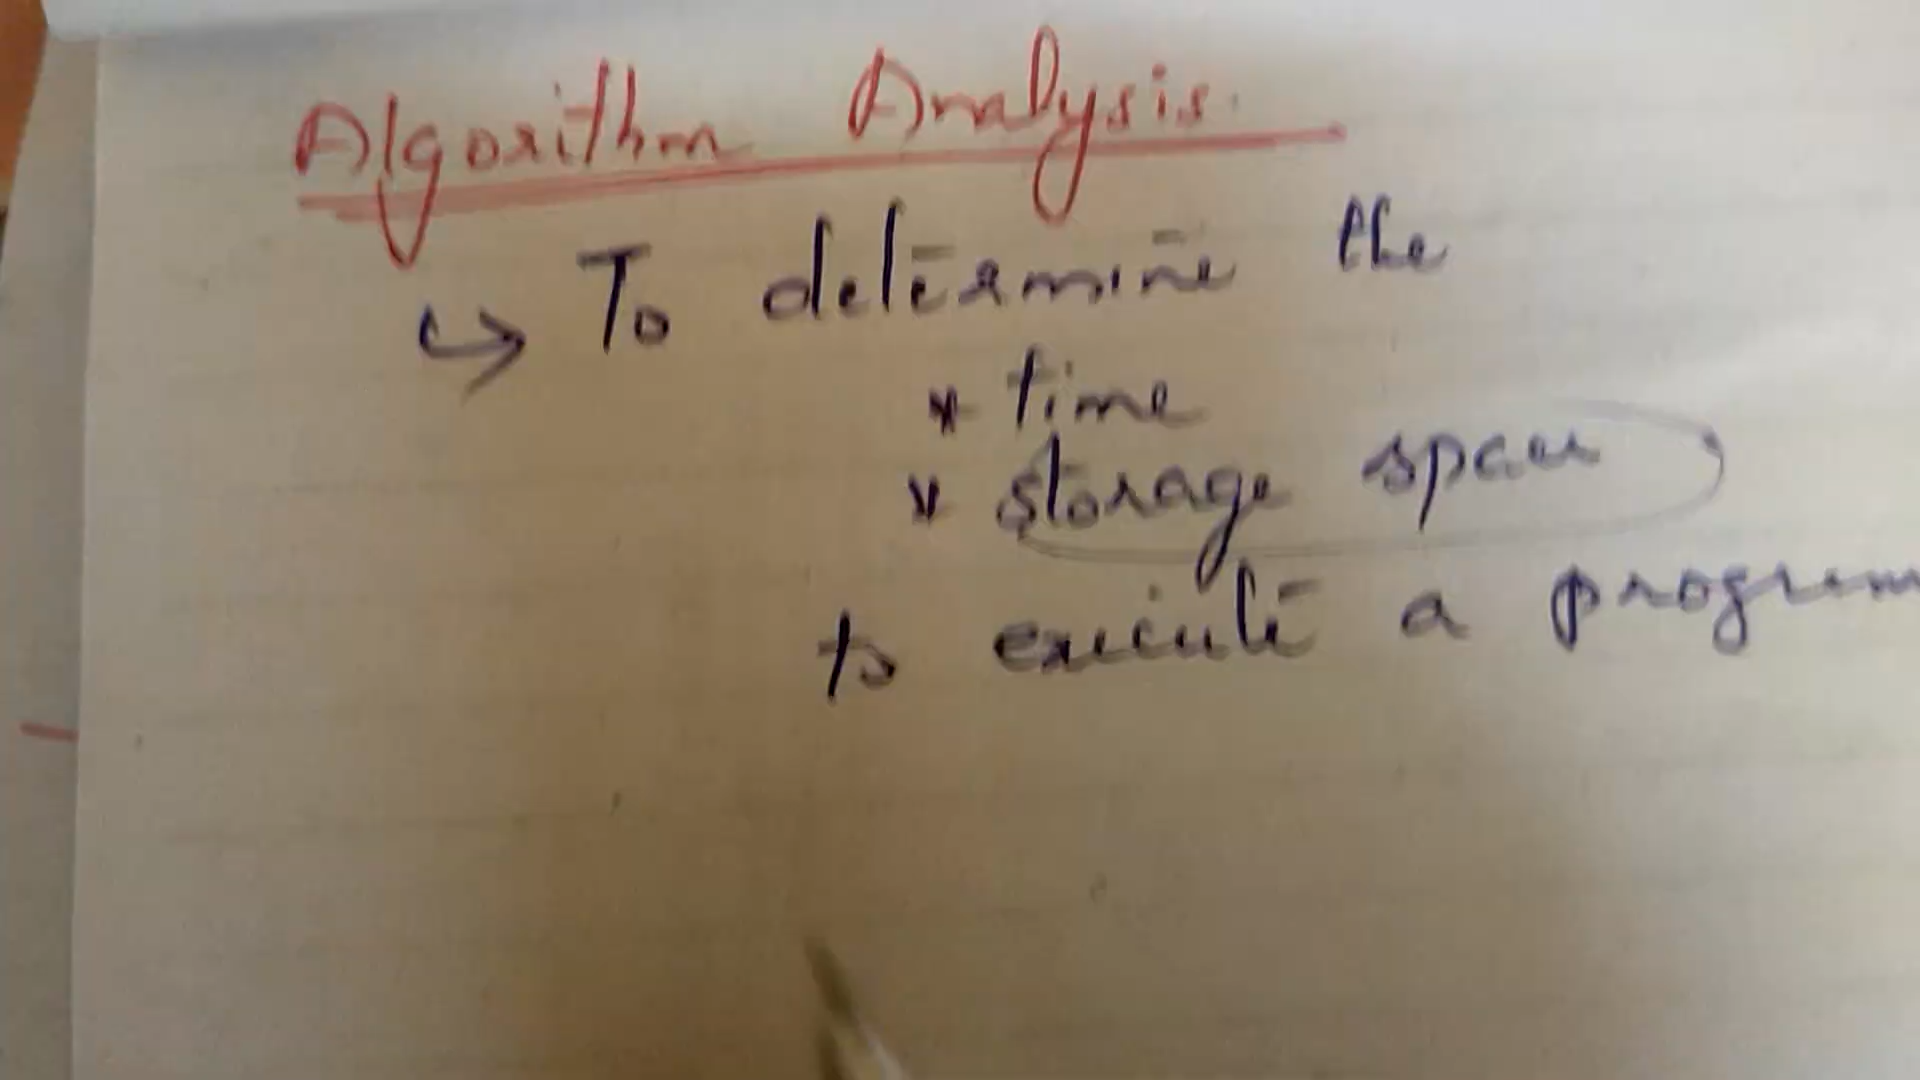 Algorithm Analysis.
↪ To determine the
* time
* storage space
to execute a program